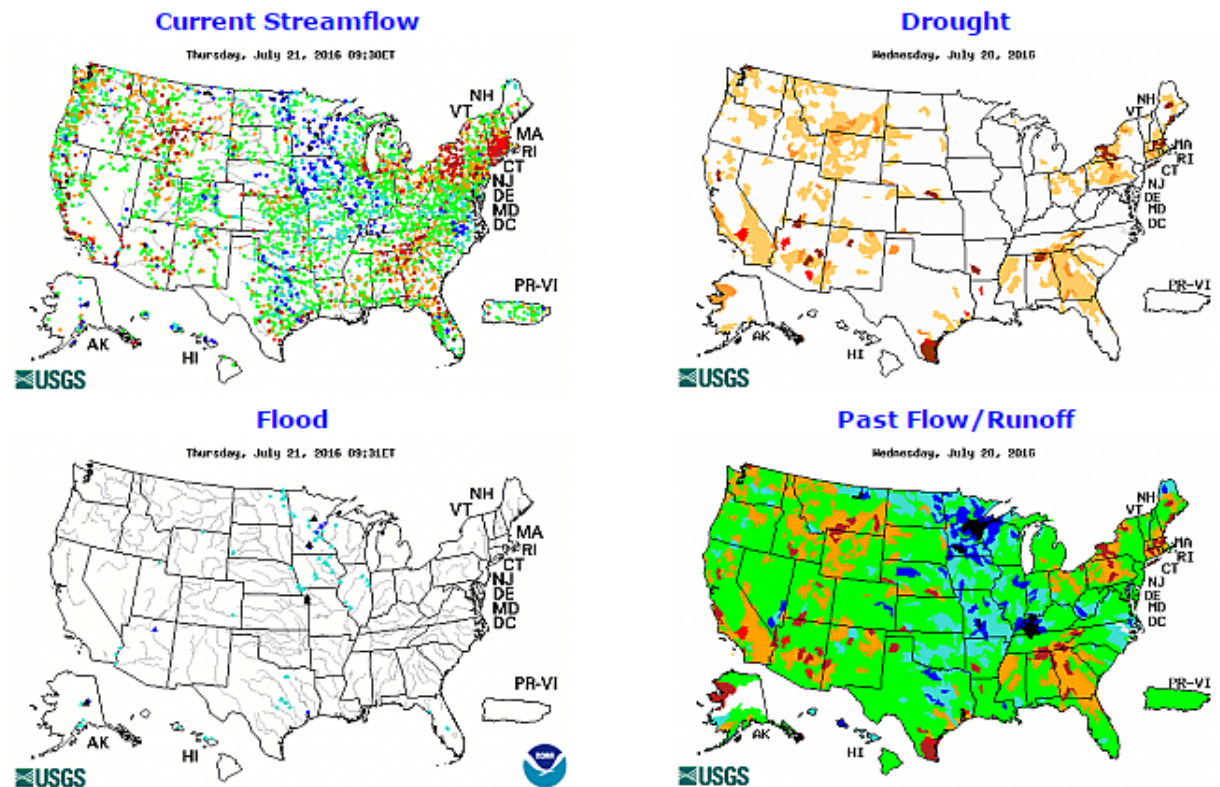 Current Streamflow
Thursday, July 21, 2016 09:30ET
NH
VT
MA
RI
CT
NJ
DE
MD
DC
PR-VI
AK
HI
USGS
Drought
Wednesday, July 20, 2016
NH
VT
MA
RI
CT
NJ
DE
MD
DC
PR-VI
AK
HI
USGS
Flood
Thursday, July 21, 2016 09:31ET
NH
VT
MA
RI
CT
NJ
DE
MD
DC
PR-VI
AK
HI
USGS
NOAA
Past Flow/Runoff
Wednesday, July 20, 2016
NH
VT
MA
RI
CT
NJ
DE
MD
DC
PR-VI
AK
HI
USGS